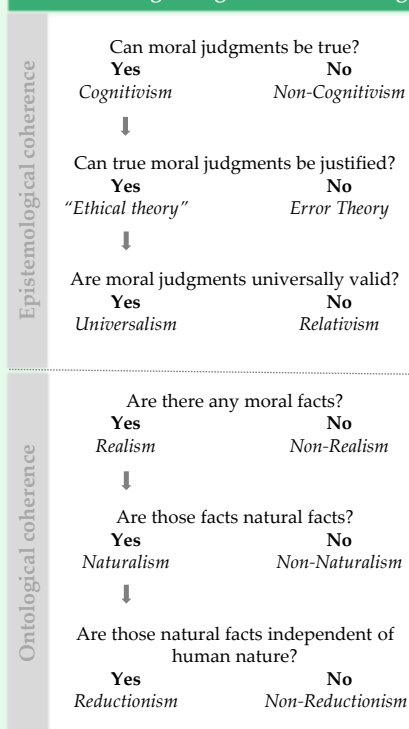 Can moral judgments be true?
Yes No
Cognitivism Non-Cognitivism
Can true moral judgments be justified?
Yes No
“Ethical theory” Error Theory
Are moral judgments universally valid?
Yes No
Universalism Relativism
Epistemological coherence
Are there any moral facts?
Yes No
Realism Non-Realism
Are those facts natural facts?
Yes No
Naturalism Non-Naturalism
Are those natural facts independent of
human nature?
Yes No
Reductionism Non-Reductionism
Ontological coherence